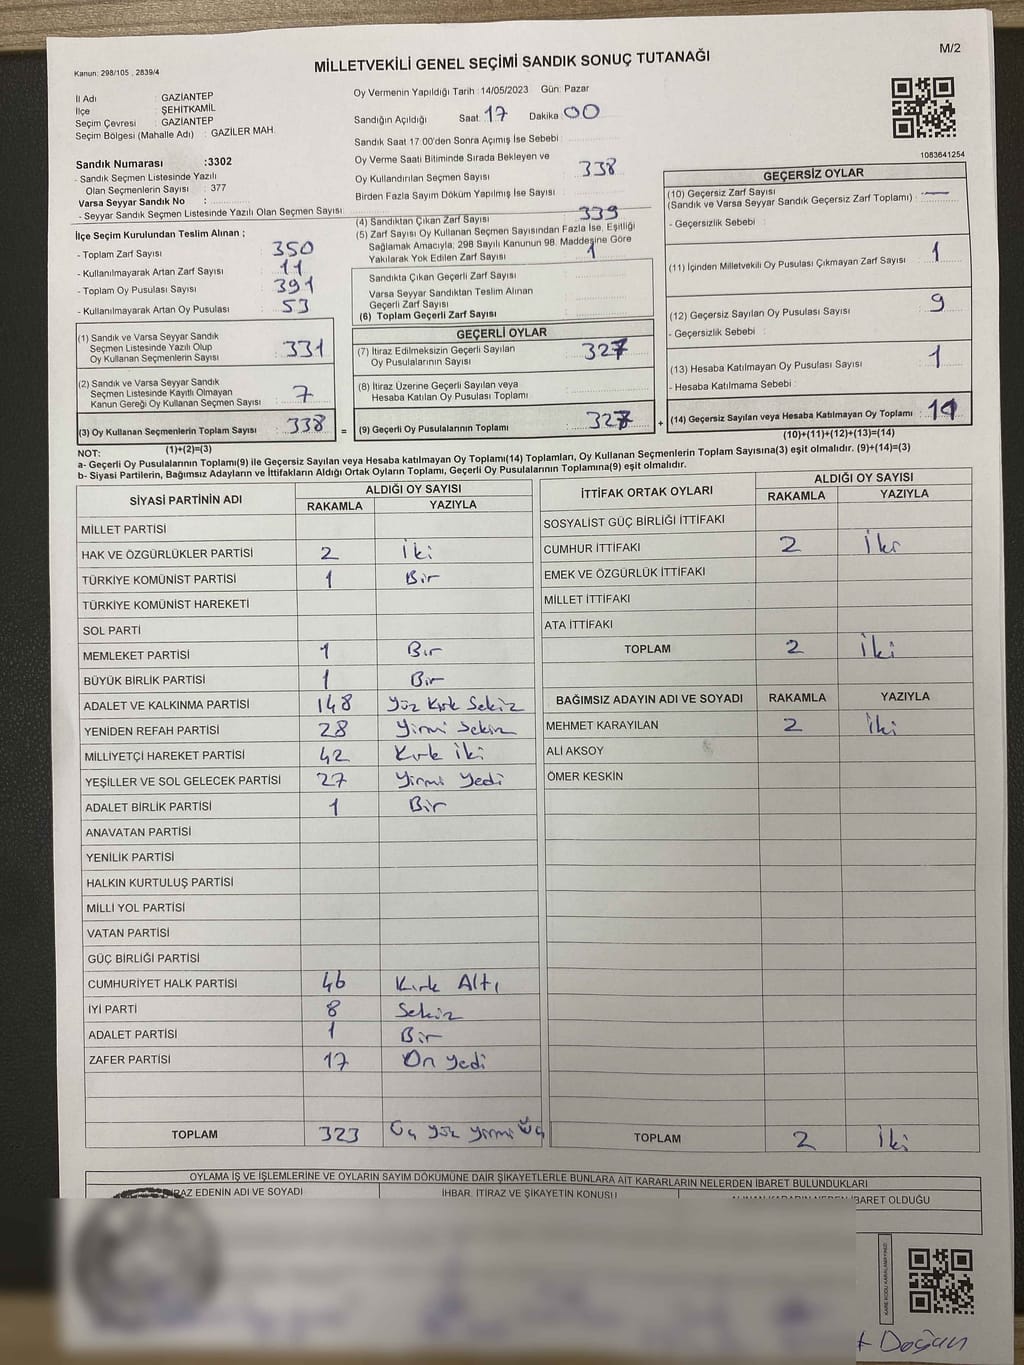 M/2
Kanun: 298/105 , 2839/4
MİLLETVEKİLİ GENEL SEÇİMİ SANDIK SONUÇ TUTANAĞI
İl Adı : GAZİANTEP
İlçe : ŞEHİTKAMİL
Seçim Çevresi : GAZİANTEP
Seçim Bölgesi (Mahalle Adı) : GAZİLER MAH.
Sandık Numarası :3302
- Sandık Seçmen Listesinde Yazılı
Olan Seçmenlerin Sayısı : 377
Varsa Seyyar Sandık No :
- Seyyar Sandık Seçmen Listesinde Yazılı Olan Seçmen Sayısı:
İlçe Seçim Kurulundan Teslim Alınan ;
- Toplam Zarf Sayısı 350
- Kullanılmayarak Artan Zarf Sayısı : 11
- Toplam Oy Pusulası Sayısı : 391
- Kullanılmayarak Artan Oy Pusulası : 53
(1) Sandık ve Varsa Seyyar Sandık
Seçmen Listesinde Yazılı Olup
Oy Kullanan Seçmenlerin Sayısı : 331
(2) Sandık ve Varsa Seyyar Sandık
Seçmen Listesinde Kayıtlı Olmayan
Kanun Gereği Oy Kullanan Seçmen Sayısı : 7
(3) Oy Kullanan Seçmenlerin Toplam Sayısı : 338 =
(1)+(2)=(3)
Oy Vermenin Yapıldığı Tarih :14/05/2023 Gün: Pazar
Sandığın Açıldığı Saat 17 Dakika 00
Sandık Saat 17:00'den Sonra Açımış İse Sebebi :
Oy Verme Saati Bitiminde Sırada Bekleyen ve
Oy Kullandırılan Seçmen Sayısı : 338
Birden Fazla Sayım Döküm Yapılmış İse Sayısı :
(4) Sandıktan Çıkan Zarf Sayısı : 339
(5) Zarf Sayısı Oy Kullanan Seçmen Sayısından Fazla İse, Eşitliği
Sağlamak Amacıyla, 298 Sayılı Kanunun 98. Maddesine Göre
Yakılarak Yok Edilen Zarf Sayısı : 1
Sandıkta Çıkan Geçerli Zarf Sayısı :
Varsa Seyyar Sandıktan Teslim Alınan
Geçerli Zarf Sayısı :
(6) Toplam Geçerli Zarf Sayısı :
GEÇERLİ OYLAR
(7) İtiraz Edilmeksizin Geçerli Sayılan
Oy Pusulalarının Sayısı : 327
(8) İtiraz Üzerine Geçerli Sayılan veya
Hesaba Katılan Oy Pusulası Toplamı :
(9) Geçerli Oy Pusulalarının Toplamı : 327 +
1083641254
GEÇERSİZ OYLAR
(10) Geçersiz Zarf Sayısı
(Sandık ve Varsa Seyyar Sandık Geçersiz Zarf Toplamı) : —
- Geçersizlik Sebebi :
(11) İçinden Milletvekili Oy Pusulası Çıkmayan Zarf Sayısı : 1
(12) Geçersiz Sayılan Oy Pusulası Sayısı : 9
- Geçersizlik Sebebi :
(13) Hesaba Katılmayan Oy Pusulası Sayısı : 1
- Hesaba Katılmama Sebebi :
(14) Geçersiz Sayılan veya Hesaba Katılmayan Oy Toplamı :
(10)+(11)+(12)+(13)=(14)
NOT:
a- Geçerli Oy Pusulalarının Toplamı(9) ile Geçersiz Sayılan veya Hesaba katılmayan Oy Toplamı(14) Toplamları, Oy Kullanan Seçmenlerin Toplam Sayısına(3) eşit olmalıdır. (9)+(14)=(3)
b- Siyasi Partilerin, Bağımsız Adayların ve İttifakların Aldığı Ortak Oyların Toplamı, Geçerli Oy Pusulalarının Toplamına(9) eşit olmalıdır.
SİYASİ PARTİNİN ADI ALDIĞI OY SAYISI
RAKAMLA YAZIYLA
MİLLET PARTİSİ
HAK VE ÖZGÜRLÜKLER PARTİSİ 2 İki
TÜRKİYE KOMÜNİST PARTİSİ 1 Bir
TÜRKİYE KOMÜNİST HAREKETİ
SOL PARTİ
MEMLEKET PARTİSİ 1 Bir
BÜYÜK BİRLİK PARTİSİ 1 Bir
ADALET VE KALKINMA PARTİSİ 148 Yüz Kırk Sekiz
YENİDEN REFAH PARTİSİ 28 Yirmi Sekiz
MİLLİYETÇİ HAREKET PARTİSİ 42 Kırk İki
YEŞİLLER VE SOL GELECEK PARTİSİ 27 Yirmi Yedi
ADALET BİRLİK PARTİSİ 1 Bir
ANAVATAN PARTİSİ
YENİLİK PARTİSİ
HALKIN KURTULUŞ PARTİSİ
MİLLİ YOL PARTİSİ
VATAN PARTİSİ
GÜÇ BİRLİĞİ PARTİSİ
CUMHURİYET HALK PARTİSİ 46 Kırk Altı
İYİ PARTİ 8 Sekiz
ADALET PARTİSİ 1 Bir
ZAFER PARTİSİ 17 On Yedi
TOPLAM 323 Üç Yüz Yirmi Üç
İTTİFAK ORTAK OYLARI ALDIĞI OY SAYISI
RAKAMLA YAZIYLA
SOSYALİST GÜÇ BİRLİĞİ İTTİFAKI
CUMHUR İTTİFAKI 2 İki
EMEK VE ÖZGÜRLÜK İTTİFAKI
MİLLET İTTİFAKI
ATA İTTİFAKI
TOPLAM 2 İki
BAĞIMSIZ ADAYIN ADI VE SOYADI RAKAMLA YAZIYLA
MEHMET KARAYILAN 2 İki
ALİ AKSOY
ÖMER KESKİN
TOPLAM 2 İki
OYLAMA İŞ VE İŞLEMLERİNE VE OYLARIN SAYIM DÖKÜMÜNE DAİR ŞİKAYETLERLE BUNLARA AİT KARARLARIN NELERDEN İBARET BULUNDUKLARI
EDENİN ADI VE SOYADI İHBAR, İTİRAZ VE ŞİKAYETİN KONUSU İBARET OLDUĞU
Doğan